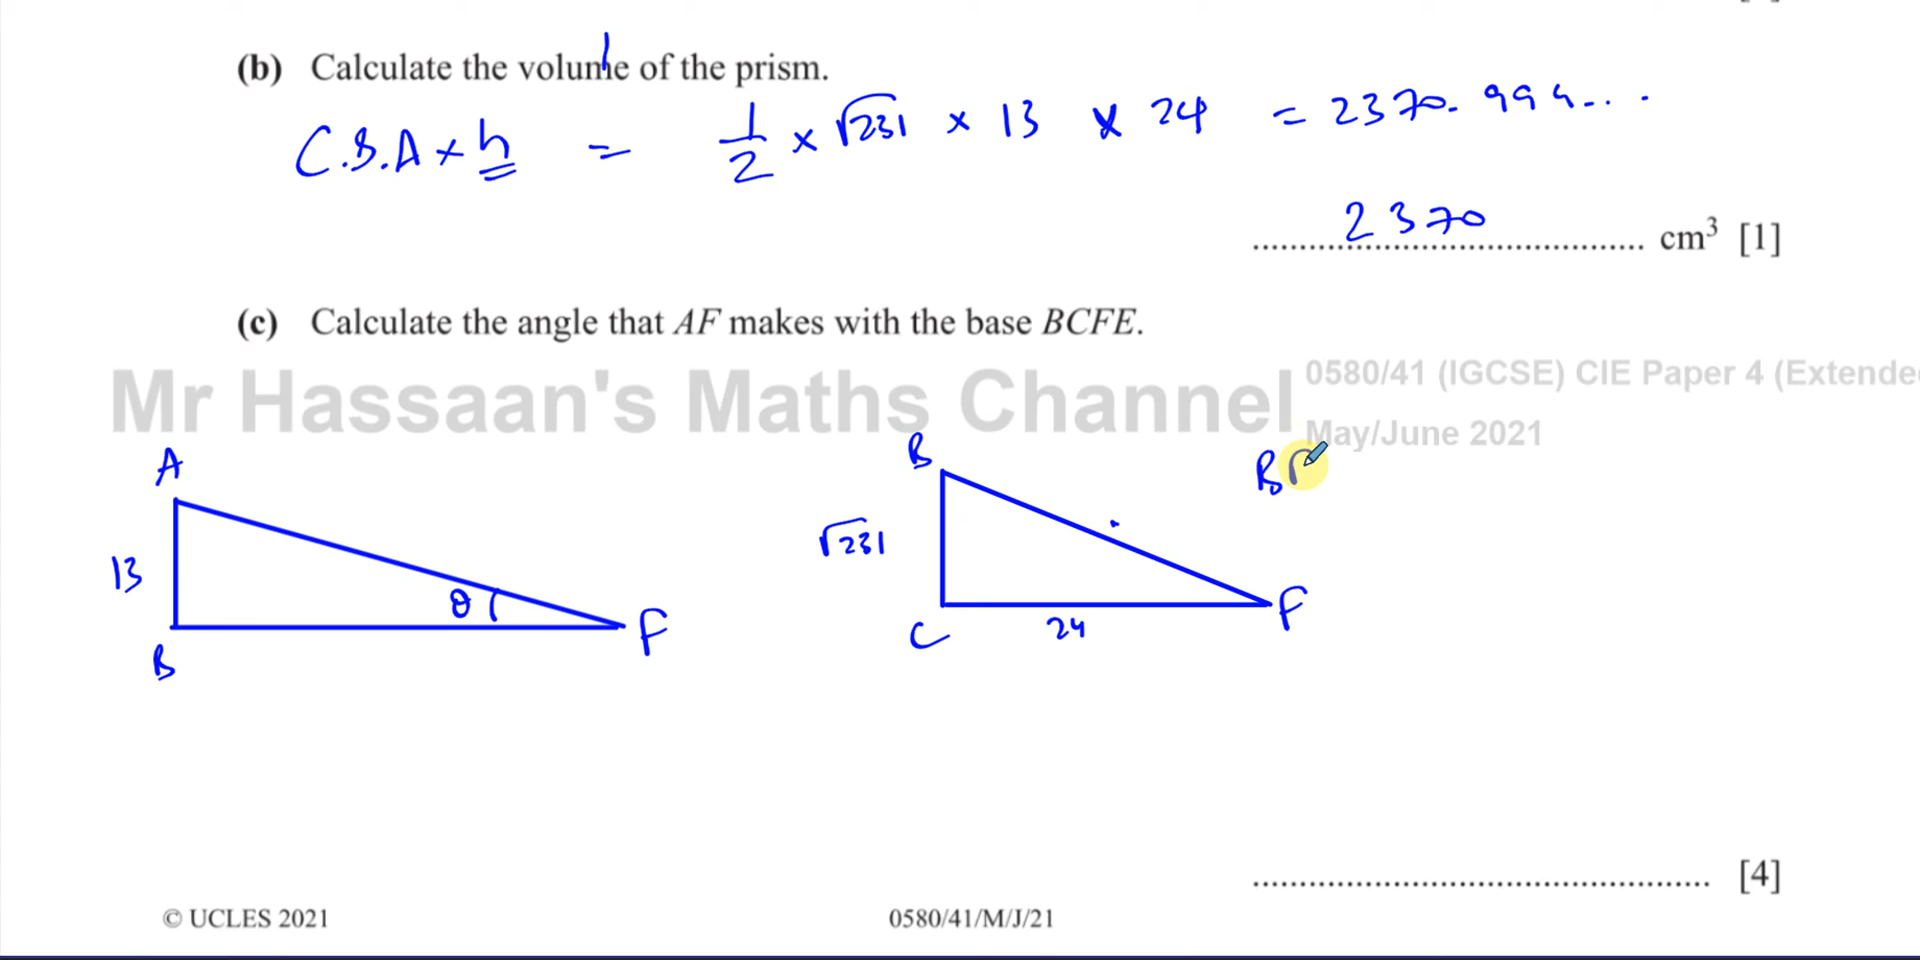 (b) Calculate the volume of the prism.
C.S.A × h = 1/2 × √231 × 13 × 24 = 2370.999...
2370
.......................................... cm³ [1]
(c) Calculate the angle that AF makes with the base BCFE.
Mr Hassaan's Maths Channel
0580/41 (IGCSE) CIE Paper 4 (Extende
May/June 2021
A
13
θ
F
B
B
√231
C
24
F
B
................................................. [4]
© UCLES 2021
0580/41/M/J/21